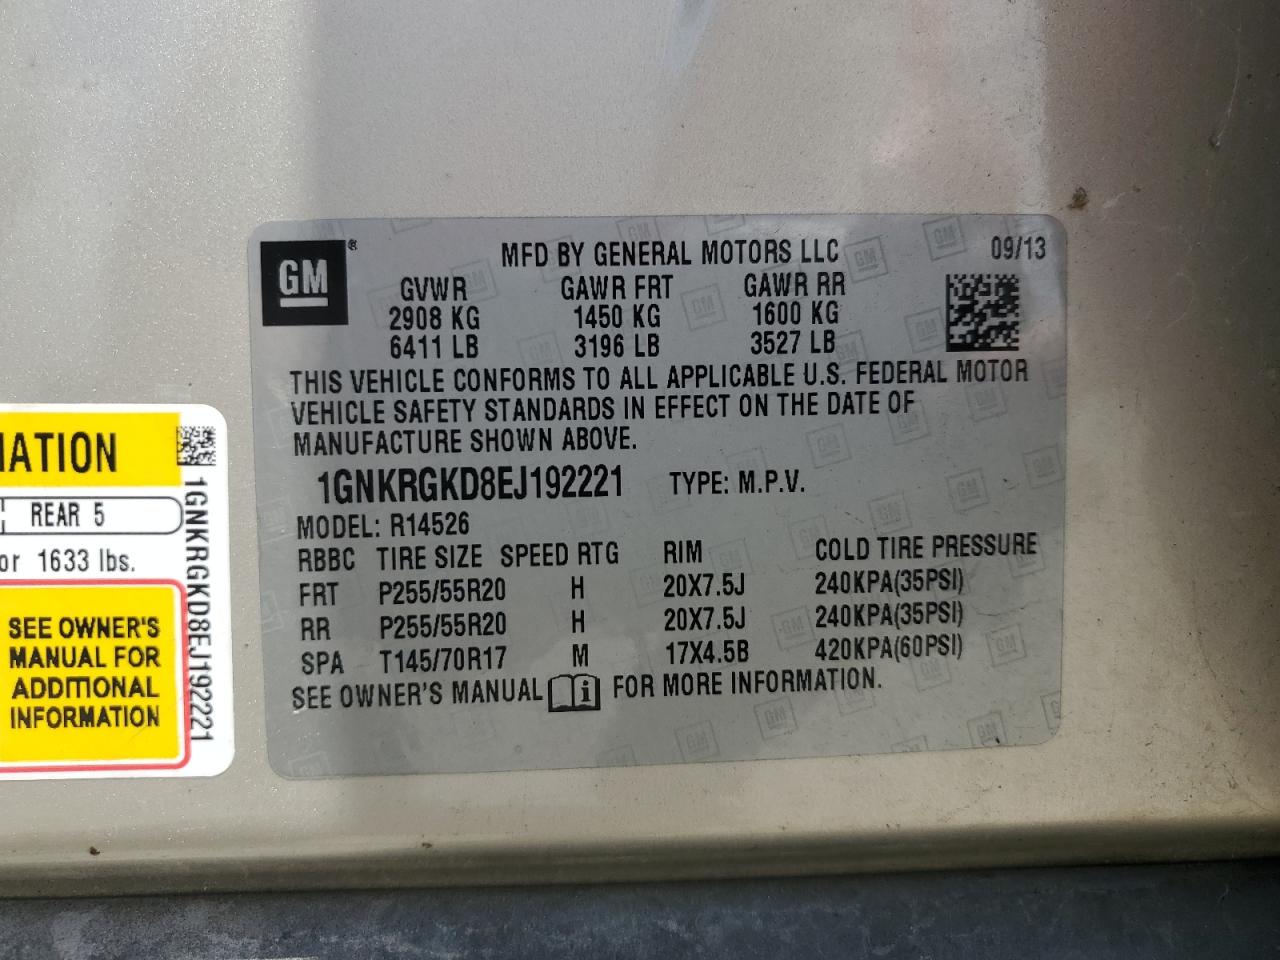 GM
®
MFD BY GENERAL MOTORS LLC
09/13
GVWR GAWR FRT GAWR RR
2908 KG 1450 KG 1600 KG
6411 LB 3196 LB 3527 LB
THIS VEHICLE CONFORMS TO ALL APPLICABLE U.S. FEDERAL MOTOR
VEHICLE SAFETY STANDARDS IN EFFECT ON THE DATE OF
MANUFACTURE SHOWN ABOVE.
1GNKRGKD8EJ192221 TYPE: M.P.V.
MODEL: R14526
RBBC TIRE SIZE SPEED RTG RIM COLD TIRE PRESSURE
FRT P255/55R20 H 20X7.5J 240KPA(35PSI)
RR P255/55R20 H 20X7.5J 240KPA(35PSI)
SPA T145/70R17 M 17X4.5B 420KPA(60PSI)
SEE OWNER'S MANUAL i FOR MORE INFORMATION.
MATION
REAR 5
or 1633 lbs.
SEE OWNER'S
MANUAL FOR
ADDITIONAL
INFORMATION
1GNKRGKD8EJ192221